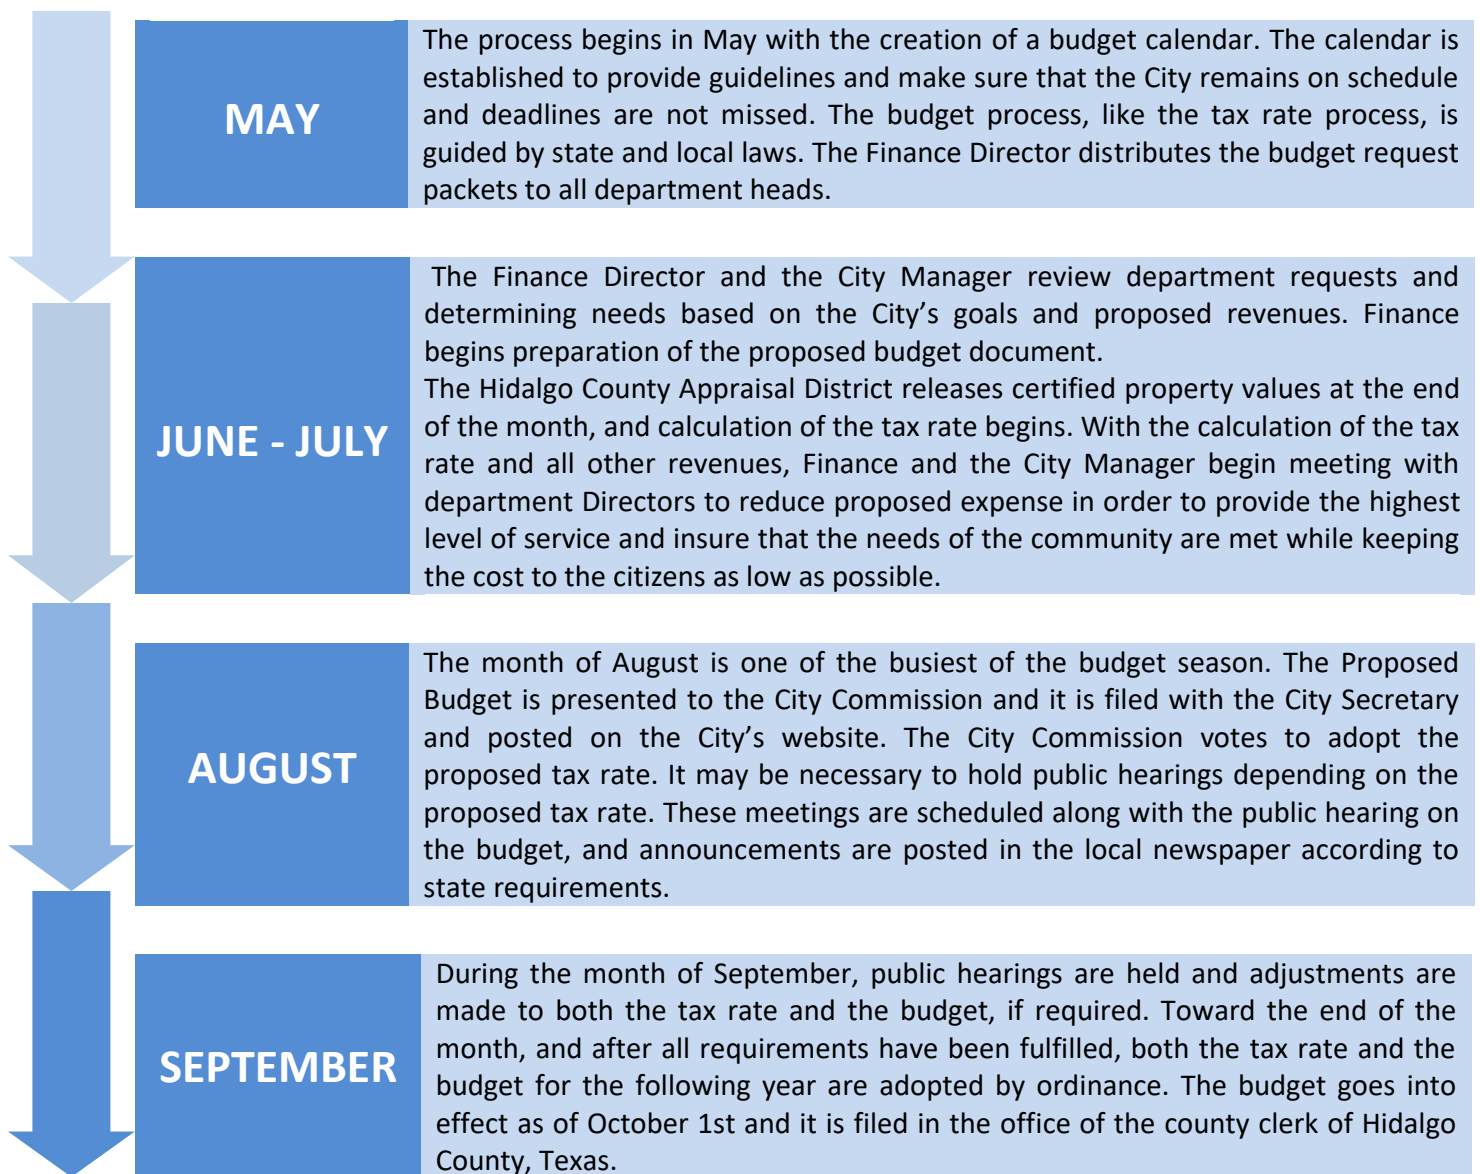 MAY
The process begins in May with the creation of a budget calendar. The calendar is
established to provide guidelines and make sure that the City remains on schedule
and deadlines are not missed. The budget process, like the tax rate process, is
guided by state and local laws. The Finance Director distributes the budget request
packets to all department heads.
JUNE - JULY
The Finance Director and the City Manager review department requests and
determining needs based on the City’s goals and proposed revenues. Finance
begins preparation of the proposed budget document.
The Hidalgo County Appraisal District releases certified property values at the end
of the month, and calculation of the tax rate begins. With the calculation of the tax
rate and all other revenues, Finance and the City Manager begin meeting with
department Directors to reduce proposed expense in order to provide the highest
level of service and insure that the needs of the community are met while keeping
the cost to the citizens as low as possible.
AUGUST
The month of August is one of the busiest of the budget season. The Proposed
Budget is presented to the City Commission and it is filed with the City Secretary
and posted on the City’s website. The City Commission votes to adopt the
proposed tax rate. It may be necessary to hold public hearings depending on the
proposed tax rate. These meetings are scheduled along with the public hearing on
the budget, and announcements are posted in the local newspaper according to
state requirements.
SEPTEMBER
During the month of September, public hearings are held and adjustments are
made to both the tax rate and the budget, if required. Toward the end of the
month, and after all requirements have been fulfilled, both the tax rate and the
budget for the following year are adopted by ordinance. The budget goes into
effect as of October 1st and it is filed in the office of the county clerk of Hidalgo
County, Texas.